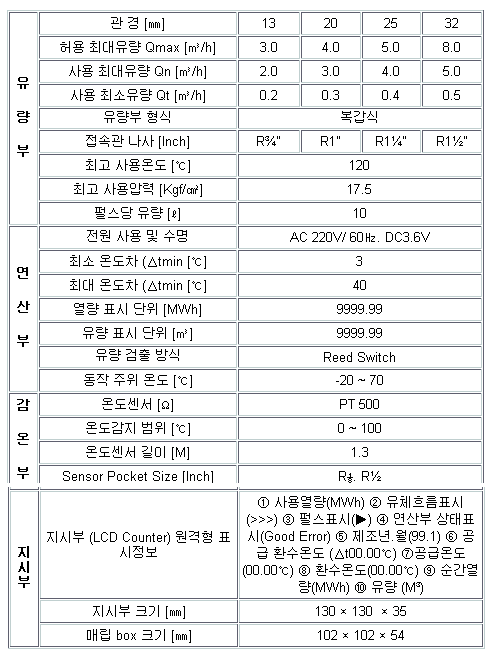 관 경 [㎜] 13 20 25 32
허용 최대유량 Qmax [㎥/h] 3.0 4.0 5.0 8.0
사용 최대유량 Qn [㎥/h] 2.0 3.0 4.0 5.0
사용 최소유량 Qt [㎥/h] 0.2 0.3 0.4 0.5
유량부
유량부 형식 복갑식
접속관 나사 [Inch] R¾" R1" R1¼" R1½"
최고 사용온도 [℃] 120
최고 사용압력 [Kgf/㎠] 17.5
펄스당 유량 [ℓ] 10
전원 사용 및 수명 AC 220V/ 60㎐. DC3.6V
최소 온도차 (△tmin [℃] 3
최대 온도차 (△tmin [℃] 40
연산부
열량 표시 단위 [MWh] 9999.99
유량 표시 단위 [㎥] 9999.99
유량 검출 방식 Reed Switch
동작 주위 온도 [℃] -20 ~ 70
감온부
온도센서 [Ω] PT 500
온도감지 범위 [℃] 0 ~ 100
온도센서 길이 [M] 1.3
Sensor Pocket Size [Inch] R½
지시부
지시부 (LCD Counter) 원격형 표
시정보
① 사용열량(MWh) ② 유체흐름표시
(>>>) ③ 펄스표시(▶) ④ 연산부 상태표
시(Good Error) ⑤ 제조년.월(99.1) ⑥ 공
급 환수온도 (△t00.00℃) ⑦공급온도
(00.00℃) ⑧ 환수온도(00.00℃) ⑨ 순간열
량(MWh) ⑩ 유량 (M³)
지시부 크기 [㎜] 130 × 130 × 35
매립 box 크기 [㎜] 102 × 102 × 54